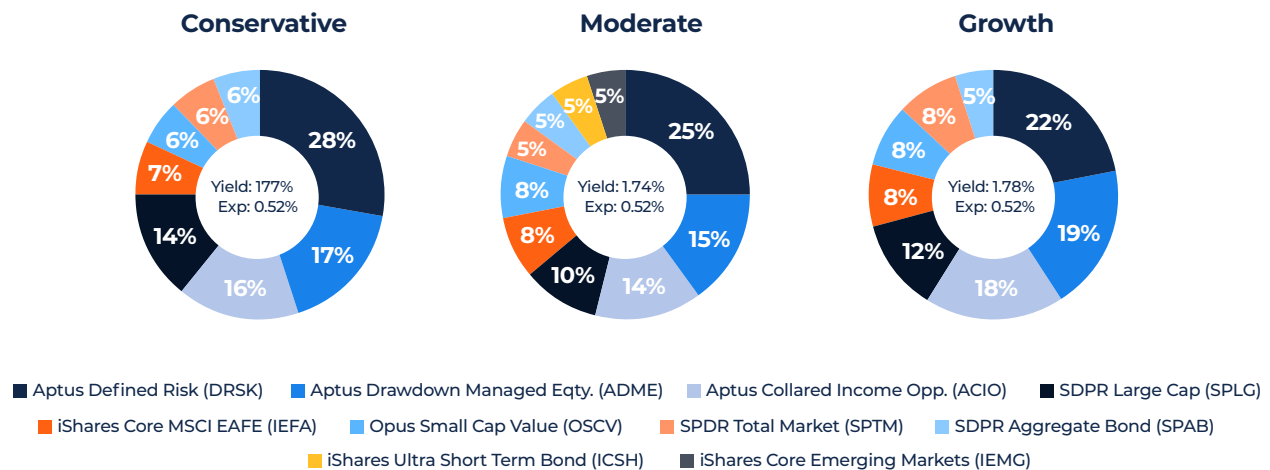 Conservative
Moderate
Growth
6%
6%
6%
7%
14%
16%
17%
28%
Yield: 177%
Exp: 0.52%
5%
5%
5%
5%
8%
8%
10%
14%
15%
25%
Yield: 1.74%
Exp: 0.52%
5%
8%
8%
8%
12%
18%
19%
22%
Yield: 1.78%
Exp: 0.52%
Aptus Defined Risk (DRSK) Aptus Drawdown Managed Eqty. (ADME) Aptus Collared Income Opp. (ACIO) SDPR Large Cap (SPLG)
iShares Core MSCI EAFE (IEFA) Opus Small Cap Value (OSCV) SPDR Total Market (SPTM) SDPR Aggregate Bond (SPAB)
iShares Ultra Short Term Bond (ICSH) iShares Core Emerging Markets (IEMG)